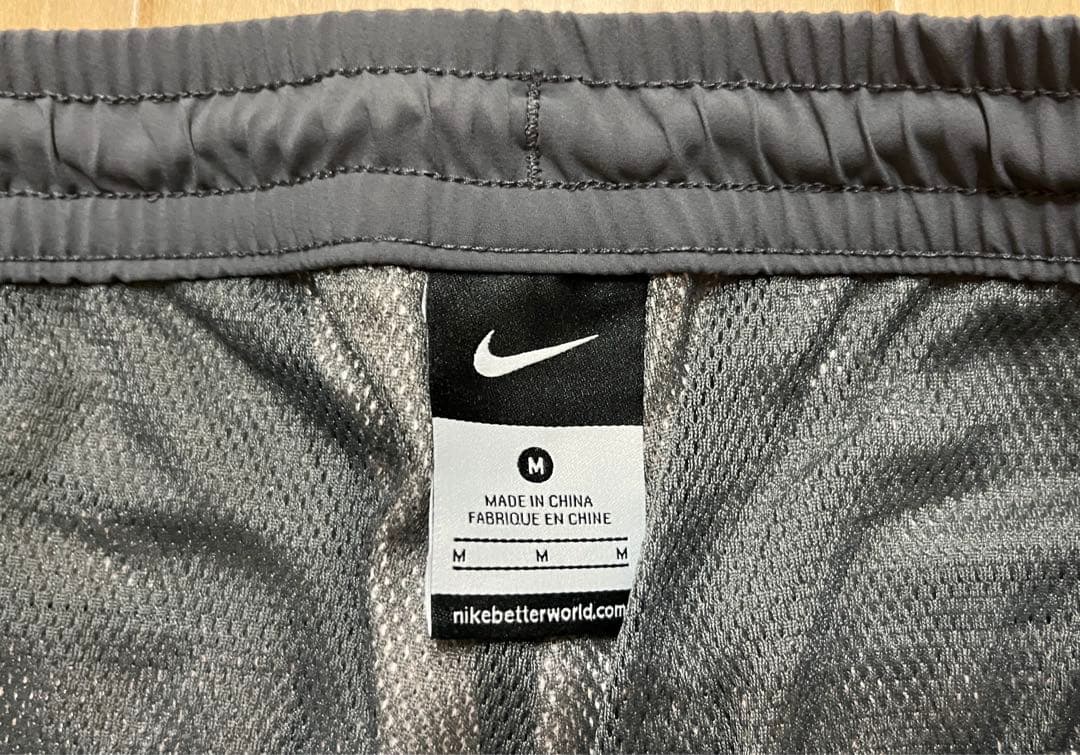 M
MADE IN CHINA
FABRIQUE EN CHINE
M M M
nikebetterworld.com